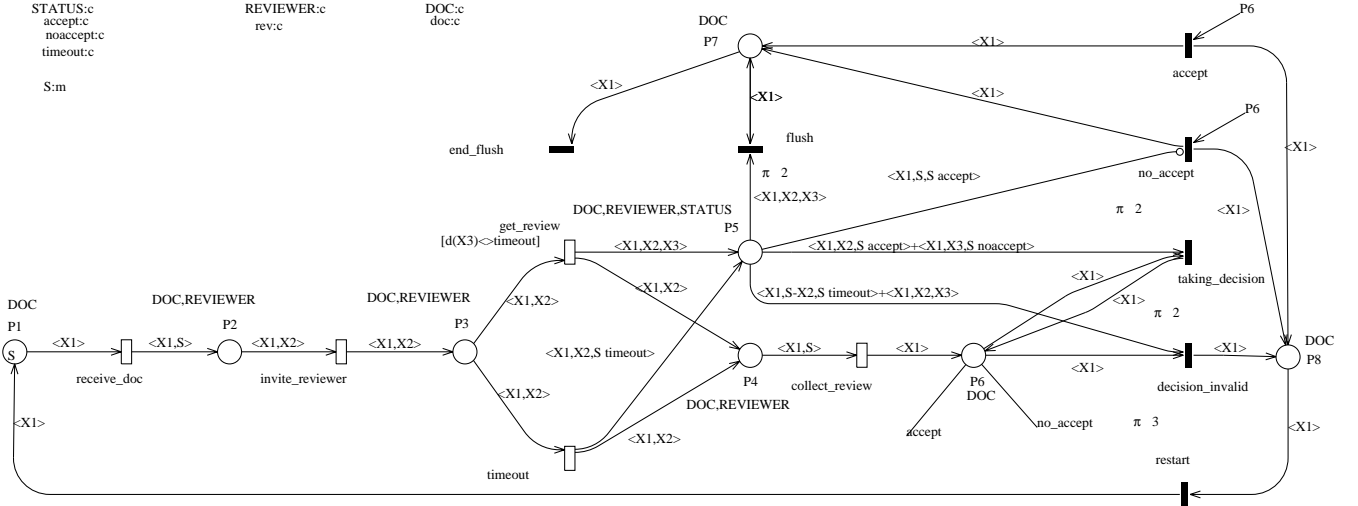 STATUS:c
accept:c
noaccept:c
timeout:c
S:m
REVIEWER:c
rev:c
DOC:c
doc:c
DOC
P7
<X1>
P6
accept
<X1>
<X1>
<X1>
<X1>
P6
end_flush
flush
π 2
<X1,X2,X3>
<X1,S,S accept>
no_accept
<X1>
<X1>
π 2
DOC,REVIEWER,STATUS
P5
get_review
[d(X3)<>timeout]
<X1,X2,X3>
<X1,X2,S accept>+<X1,X3,S noaccept>
<X1>
taking_decision
<X1>
π 2
<X1,X2>
<X1,S-X2,S timeout>+<X1,X2,X3>
DOC
P1
S
<X1>
receive_doc
DOC,REVIEWER
P2
<X1,S>
<X1,X2>
invite_reviewer
DOC,REVIEWER
P3
<X1,X2>
<X1,X2>
<X1,X2,S timeout>
<X1,X2>
P4
DOC,REVIEWER
<X1,S>
collect_review
<X1>
P6
DOC
<X1>
<X1>
decision_invalid
DOC
P8
accept
no_accept
π 3
<X1,X2>
timeout
<X1>
<X1>
restart